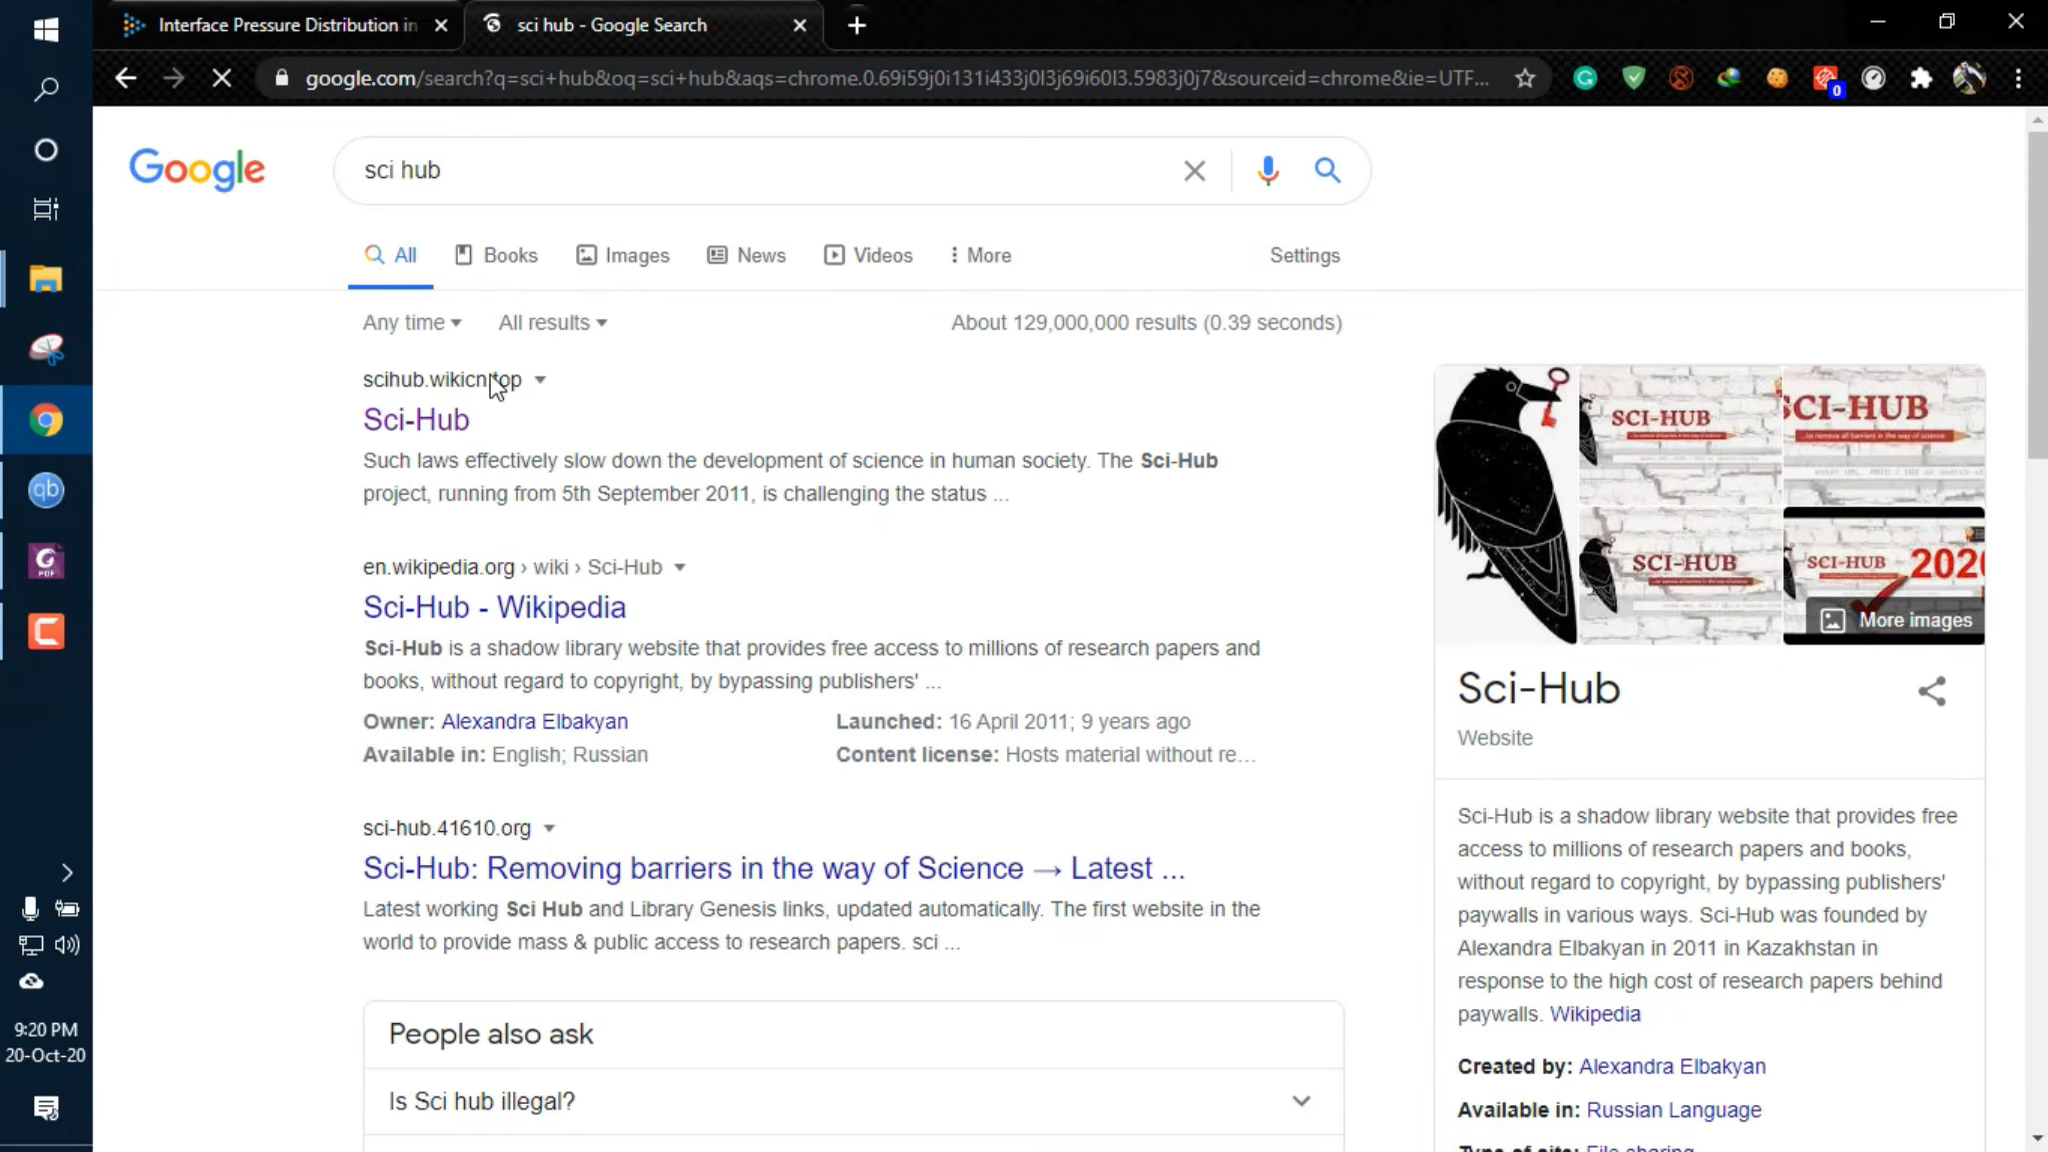 Interface Pressure Distribution in
sci hub - Google Search
google.com/search?q=sci+hub&oq=sci+hub&aqs=chrome.0.69i59j0i131i433j0l3j69i60l3.5983j0j7&sourceid=chrome&ie=UTF...
0
Google
sci hub
All
Books
Images
News
Videos
More
Settings
Any time
All results
About 129,000,000 results (0.39 seconds)
scihub.wikicn.top
Sci-Hub
Such laws effectively slow down the development of science in human society. The Sci-Hub
project, running from 5th September 2011, is challenging the status ...
en.wikipedia.org › wiki › Sci-Hub
Sci-Hub - Wikipedia
Sci-Hub is a shadow library website that provides free access to millions of research papers and
books, without regard to copyright, by bypassing publishers' ...
Owner: Alexandra Elbakyan
Launched: 16 April 2011; 9 years ago
Available in: English; Russian
Content license: Hosts material without re...
sci-hub.41610.org
Sci-Hub: Removing barriers in the way of Science → Latest ...
Latest working Sci Hub and Library Genesis links, updated automatically. The first website in the
world to provide mass & public access to research papers. sci ...
People also ask
Is Sci hub illegal?
SCI-HUB
SCI-HUB
SCI-HUB
SCI-HUB
2020
More images
Sci-Hub
Website
Sci-Hub is a shadow library website that provides free
access to millions of research papers and books,
without regard to copyright, by bypassing publishers'
paywalls in various ways. Sci-Hub was founded by
Alexandra Elbakyan in 2011 in Kazakhstan in
response to the high cost of research papers behind
paywalls. Wikipedia
Created by: Alexandra Elbakyan
Available in: Russian Language
Type of site: File sharing
qb
G
PDF
C
9:20 PM
20-Oct-20